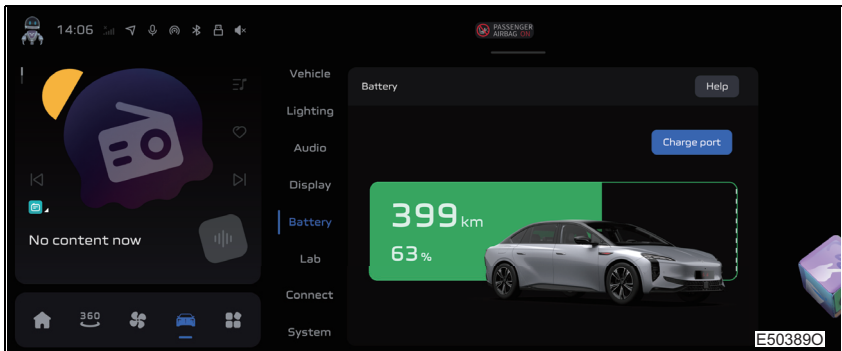 14:06
PASSENGER
AIRBAG ON
No content now
360
Vehicle
Lighting
Audio
Display
Battery
Lab
Connect
System
Battery
Help
Charge port
399 km
63 %
E50389O